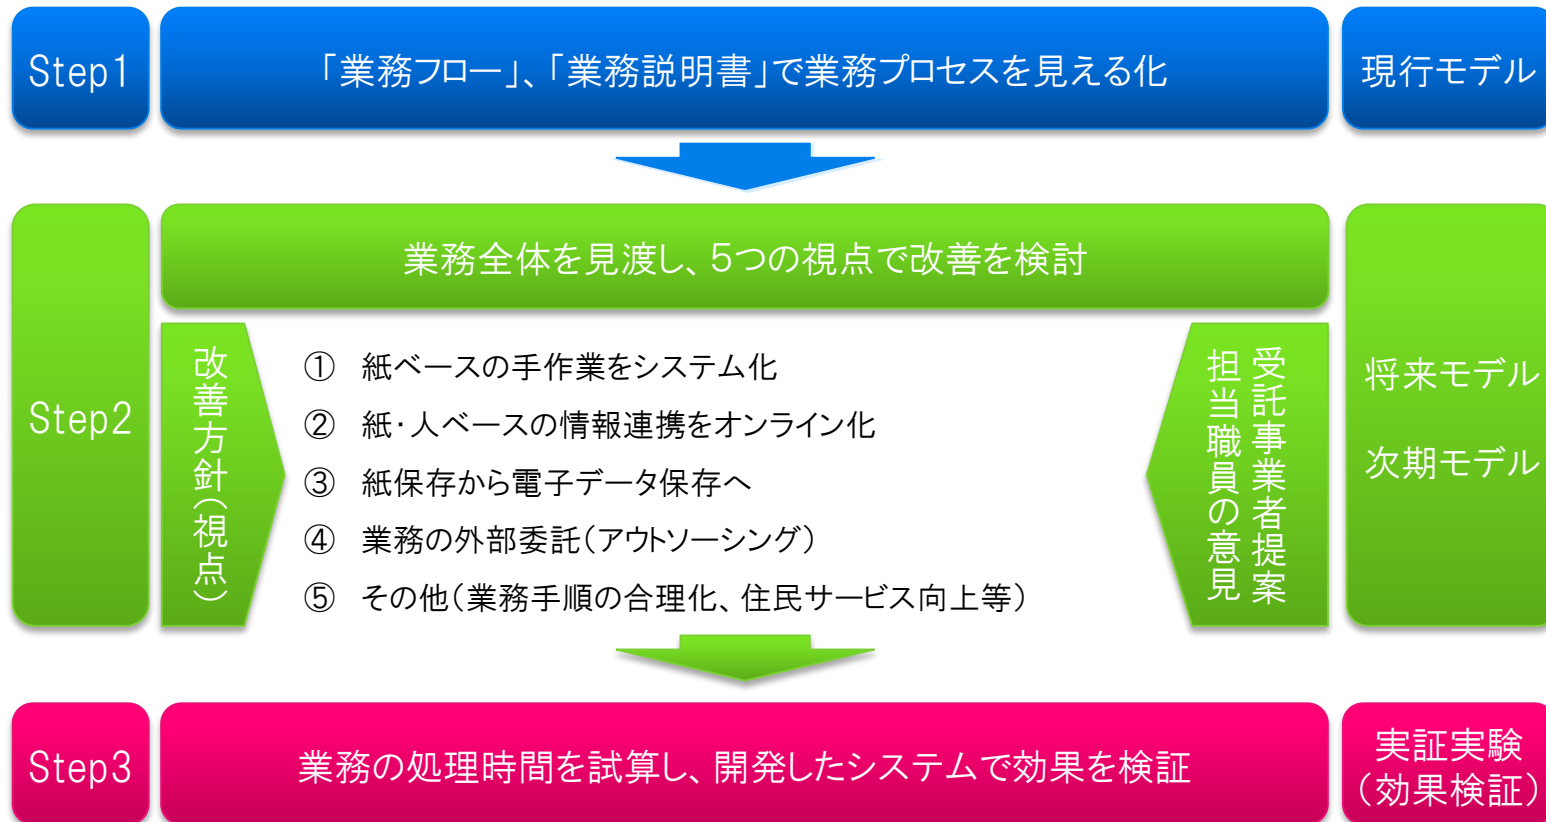 Step1
「業務フロー」、「業務説明書」で業務プロセスを見える化
現行モデル
Step2
業務全体を見渡し、5つの視点で改善を検討
改善方針（視点）
① 紙ベースの手作業をシステム化
② 紙・人ベースの情報連携をオンライン化
③ 紙保存から電子データ保存へ
④ 業務の外部委託（アウトソーシング）
⑤ その他（業務手順の合理化、住民サービス向上等）
受託事業者提案
担当職員の意見
将来モデル
次期モデル
Step3
業務の処理時間を試算し、開発したシステムで効果を検証
実証実験
（効果検証）